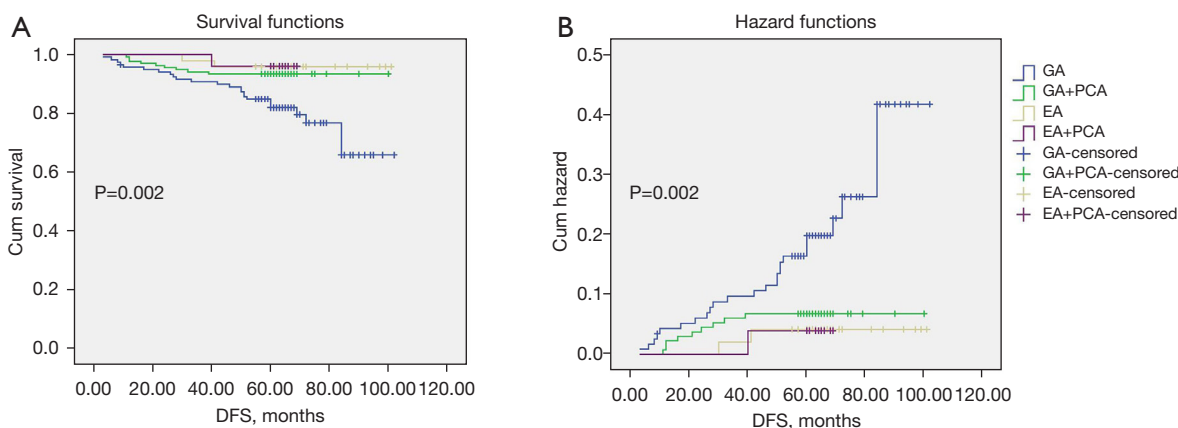 A
Survival functions
1.0
0.8
0.6
0.4
0.2
0.0
Cum survival
P=0.002
0.00 20.00 40.00 60.00 80.00 100.00 120.00
DFS, months
B
Hazard functions
0.5
0.4
0.3
0.2
0.1
0.0
Cum hazard
P=0.002
0.00 20.00 40.00 60.00 80.00 100.00 120.00
DFS, months
GA
GA+PCA
EA
EA+PCA
GA-censored
GA+PCA-censored
EA-censored
EA+PCA-censored